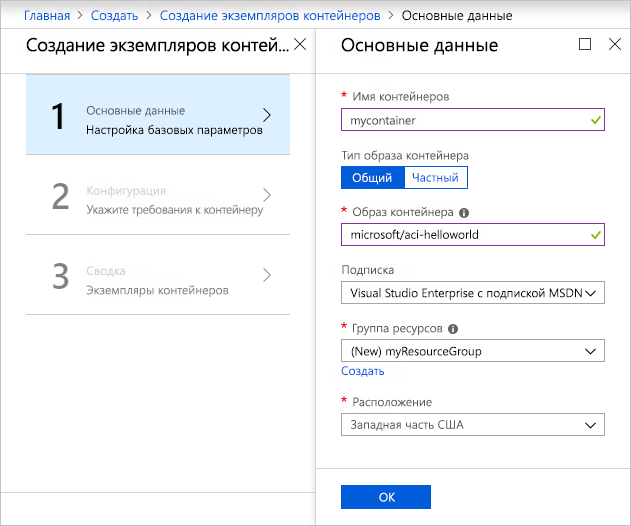 Главная > Создать > Создание экземпляров контейнеров > Основные данные
Создание экземпляров контей...
1
Основные данные
Настройка базовых параметров
2
Конфигурация
Укажите требования к контейнеру
3
Сводка
Экземпляры контейнеров
Основные данные
* Имя контейнеров
mycontainer
Тип образа контейнера
Общий Частный
* Образ контейнера
microsoft/aci-helloworld
Подписка
Visual Studio Enterprise с подпиской MSDN
* Группа ресурсов
(New) myResourceGroup
Создать
* Расположение
Западная часть США
ОК